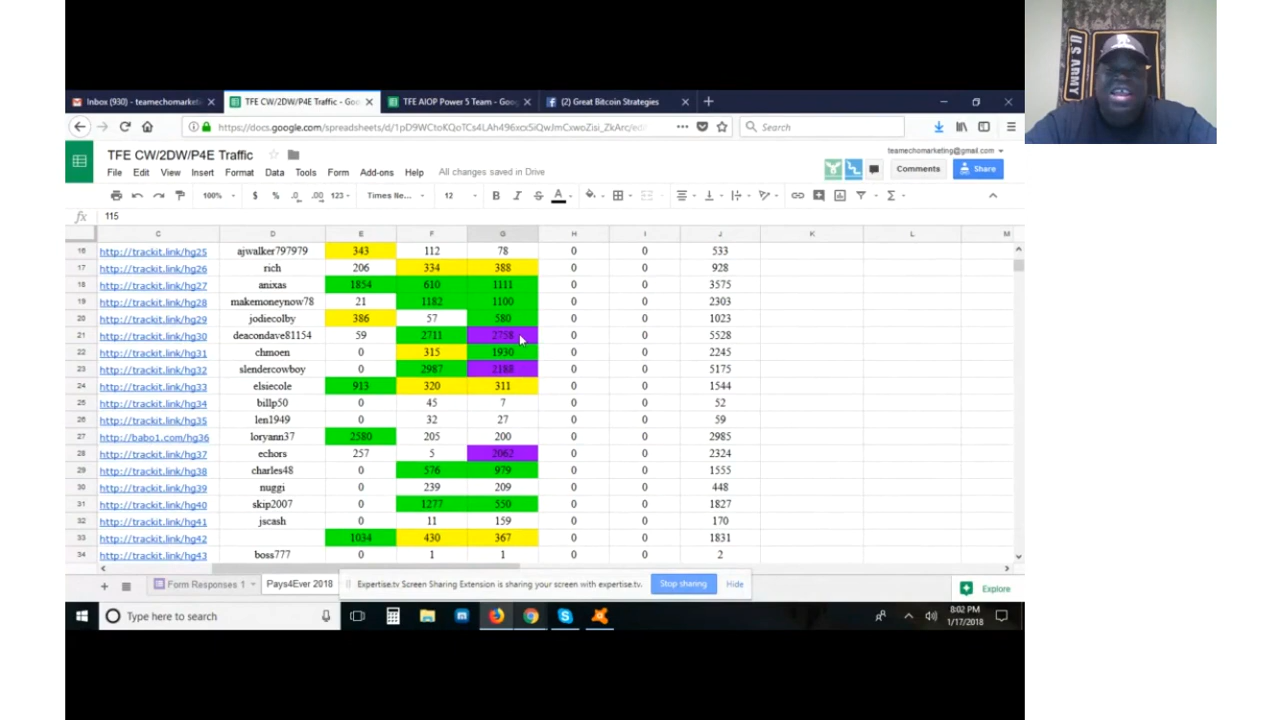 Inbox (930) - teamechomarketi
TFE CW/2DW/P4E Traffic - Goo
TFE AIOP Power 5 Team - Goog
(2) Great Bitcoin Strategies
Search
teamechomarketing@gmail.com
TFE CW/2DW/P4E Traffic
File Edit View Insert Format Data Tools Form Add-ons Help All changes saved in Drive
Comments Share
100% $ % .0 .00 123 Times Ne... 12 B I S A
fx 115
C D E F G H I J K L M
16 http://trackit.link/hg25 ajwalker797979 343 112 78 0 0 533
17 http://trackit.link/hg26 rich 206 334 388 0 0 928
18 http://trackit.link/hg27 anixas 1854 610 1111 0 0 3575
19 http://trackit.link/hg28 makemoneynow78 21 1182 1100 0 0 2303
20 http://trackit.link/hg29 jodiecolby 386 57 580 0 0 1023
21 http://trackit.link/hg30 deacondave81154 59 2711 2758 0 0 5528
22 http://trackit.link/hg31 chmoen 0 315 1930 0 0 2245
23 http://trackit.link/hg32 slendercowboy 0 2987 2188 0 0 5175
24 http://trackit.link/hg33 elsiecole 913 320 311 0 0 1544
25 http://trackit.link/hg34 billp50 0 45 7 0 0 52
26 http://trackit.link/hg35 len1949 0 32 27 0 0 59
27 http://babo1.com/hg36 loryann37 2580 205 200 0 0 2985
28 http://trackit.link/hg37 echors 257 5 2062 0 0 2324
29 http://trackit.link/hg38 charles48 0 576 979 0 0 1555
30 http://trackit.link/hg39 nuggi 239 209 0 0 448
31 http://trackit.link/hg40 skip2007 0 1277 550 0 0 1827
32 http://trackit.link/hg41 jscash 0 11 159 0 0 170
33 http://trackit.link/hg42 1034 430 367 0 0 1831
34 http://trackit.link/hg43 boss777 0 1 1 0 0 2
Form Responses 1 Pays4Ever 2018
Expertise.tv Screen Sharing Extension is sharing your screen with expertise.tv. Stop sharing Hide
Explore
Type here to search
8:02 PM
1/17/2018
U.S. ARMY